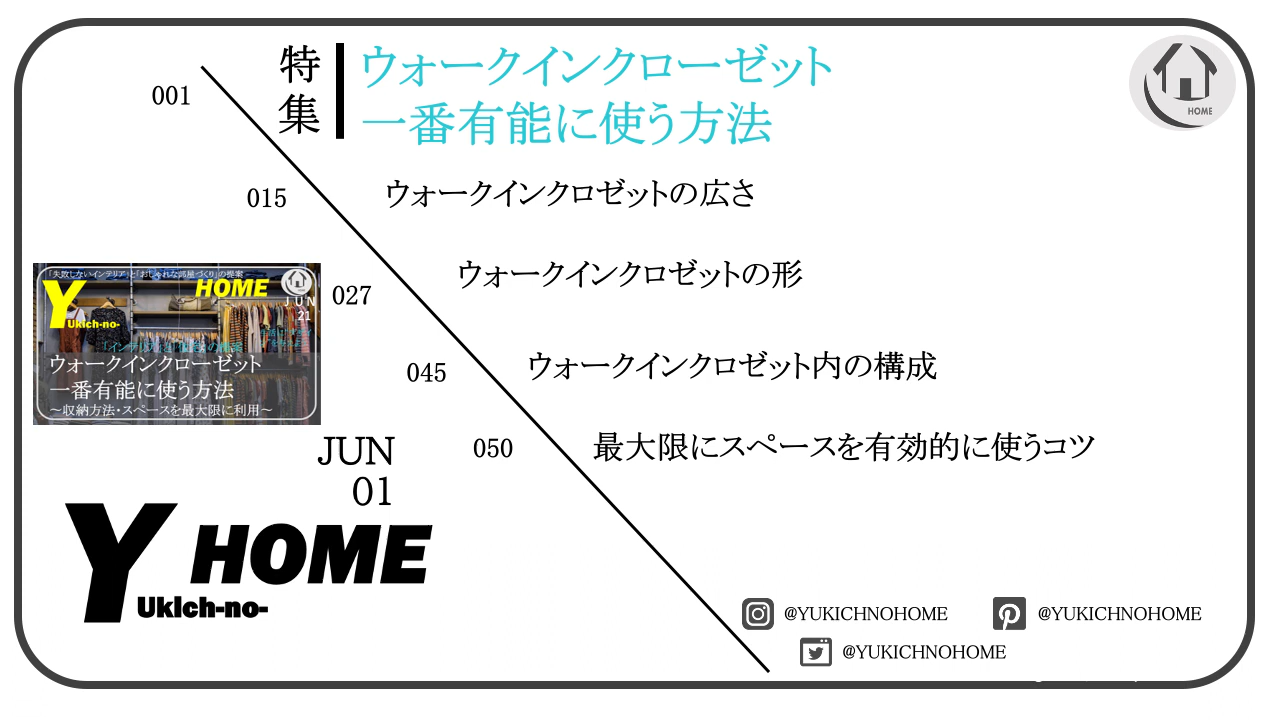 特集
ウォークインクローゼット
一番有能に使う方法
HOME
001
015
ウォークインクロゼットの広さ
027
ウォークインクロゼットの形
045
ウォークインクロゼット内の構成
050
最大限にスペースを有効的に使うコツ
「失敗しないインテリア」と「おしゃれな部屋づくり」の提案
Y
Ukich-no-
HOME
JUN
21
ウォークインクローゼット
一番有能に使う方法
～収納方法・スペースを最大限に利用～
JUN
01
Y HOME
Ukich-no-
@YUKICHNOHOME
@YUKICHNOHOME
@YUKICHNOHOME